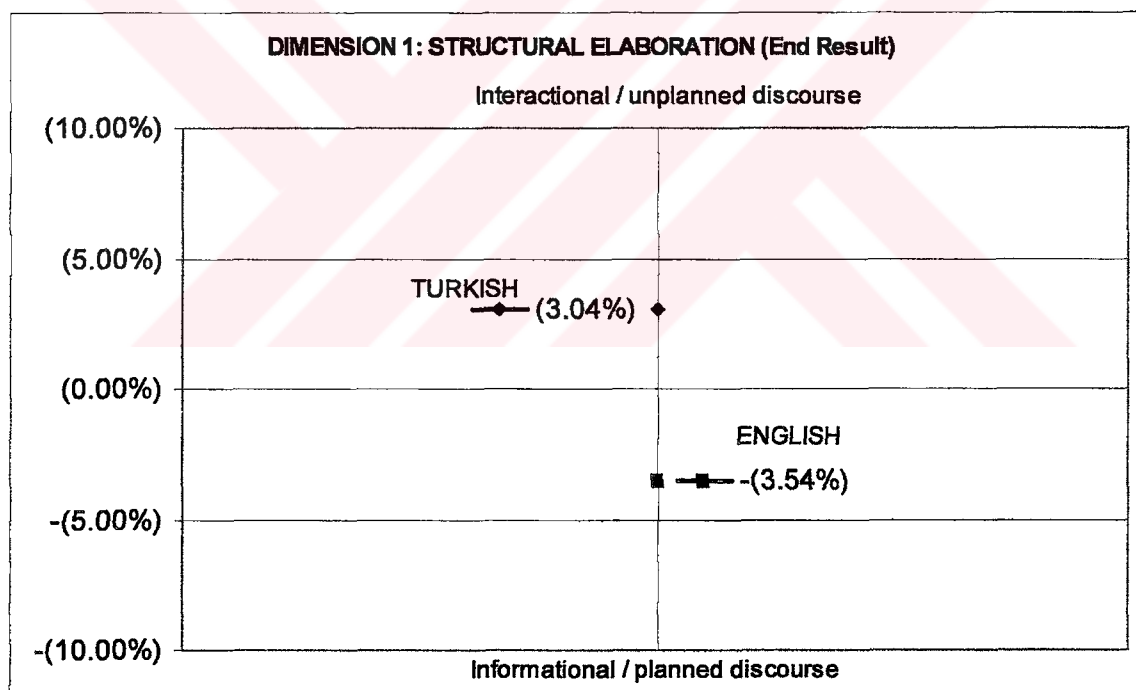 DIMENSION 1: STRUCTURAL ELABORATION (End Result)
Interactional / unplanned discourse
(10.00%)
(5.00%)
TURKISH
(3.04%)
(0.00%)
ENGLISH
-(3.54%)
-(5.00%)
-(10.00%)
Informational / planned discourse